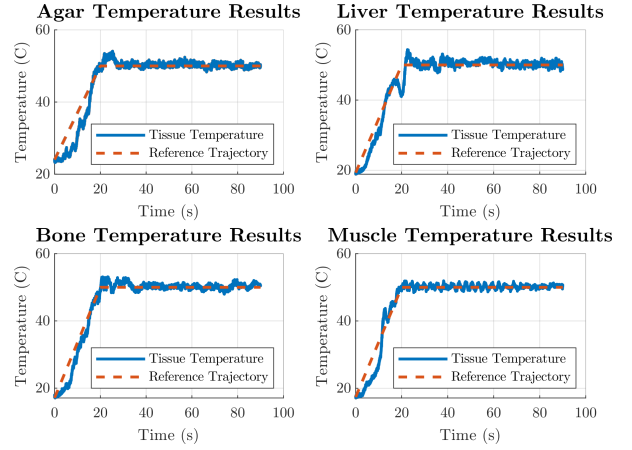 Agar Temperature Results
Temperature (C)
60
40
20
0 20 40 60 80 100
Time (s)
Tissue Temperature
Reference Trajectory
Liver Temperature Results
Temperature (C)
60
40
20
0 20 40 60 80 100
Time (s)
Tissue Temperature
Reference Trajectory
Bone Temperature Results
Temperature (C)
60
40
20
0 20 40 60 80 100
Time (s)
Tissue Temperature
Reference Trajectory
Muscle Temperature Results
Temperature (C)
60
40
20
0 20 40 60 80 100
Time (s)
Tissue Temperature
Reference Trajectory